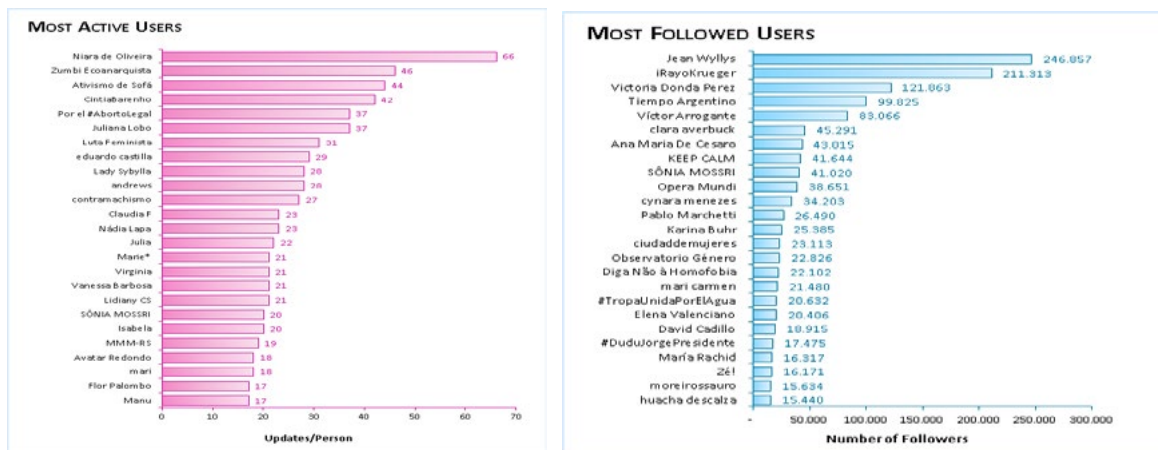 MOST ACTIVE USERS
Niara de Oliveira 66
Zumbi Ecoanarquista 46
Ativismo de Sofá 44
CintiaBarenho 42
Por el #AbortoLegal 37
Juliana Lobo 37
Luta Feminista 31
eduardo castilla 29
Lady Sybylla 28
andrews 28
contramachismo 27
Claudia F 23
Nádia Lapa 23
Julia 22
Marie* 21
Virginia 21
Vanessa Barbosa 21
Lidiany CS 21
SÔNIA MOSSRI 20
Isabela 20
MMM-RS 19
Avatar Redondo 18
mari 18
Flor Palombo 17
Manu 17
0 10 20 30 40 50 60 70
Updates/Person
MOST FOLLOWED USERS
Jean Wyllys 246.857
iRayoKrueger 211.313
Victoria Donda Perez 121.863
Tiempo Argentino 99.825
Víctor Arrogante 83.066
clara averbuck 45.291
Ana Maria De Cesaro 43.015
KEEP CALM 41.644
SÔNIA MOSSRI 41.020
Opera Mundi 38.651
cynara menezes 34.203
Pablo Marchetti 26.490
Karina Buhr 25.385
ciudaddemujeres 23.113
Observatorio Género 22.826
Diga Não à Homofobia 22.102
mari carmen 21.480
#TropaUnidaPorElAgua 20.632
Elena Valenciano 20.406
David Cadillo 18.915
#DuduJorgePresidente 17.475
María Rachid 16.317
Zé! 16.171
moreirossauro 15.634
huacha descalza 15.440
50.000 100.000 150.000 200.000 250.000 300.000
Number of Followers